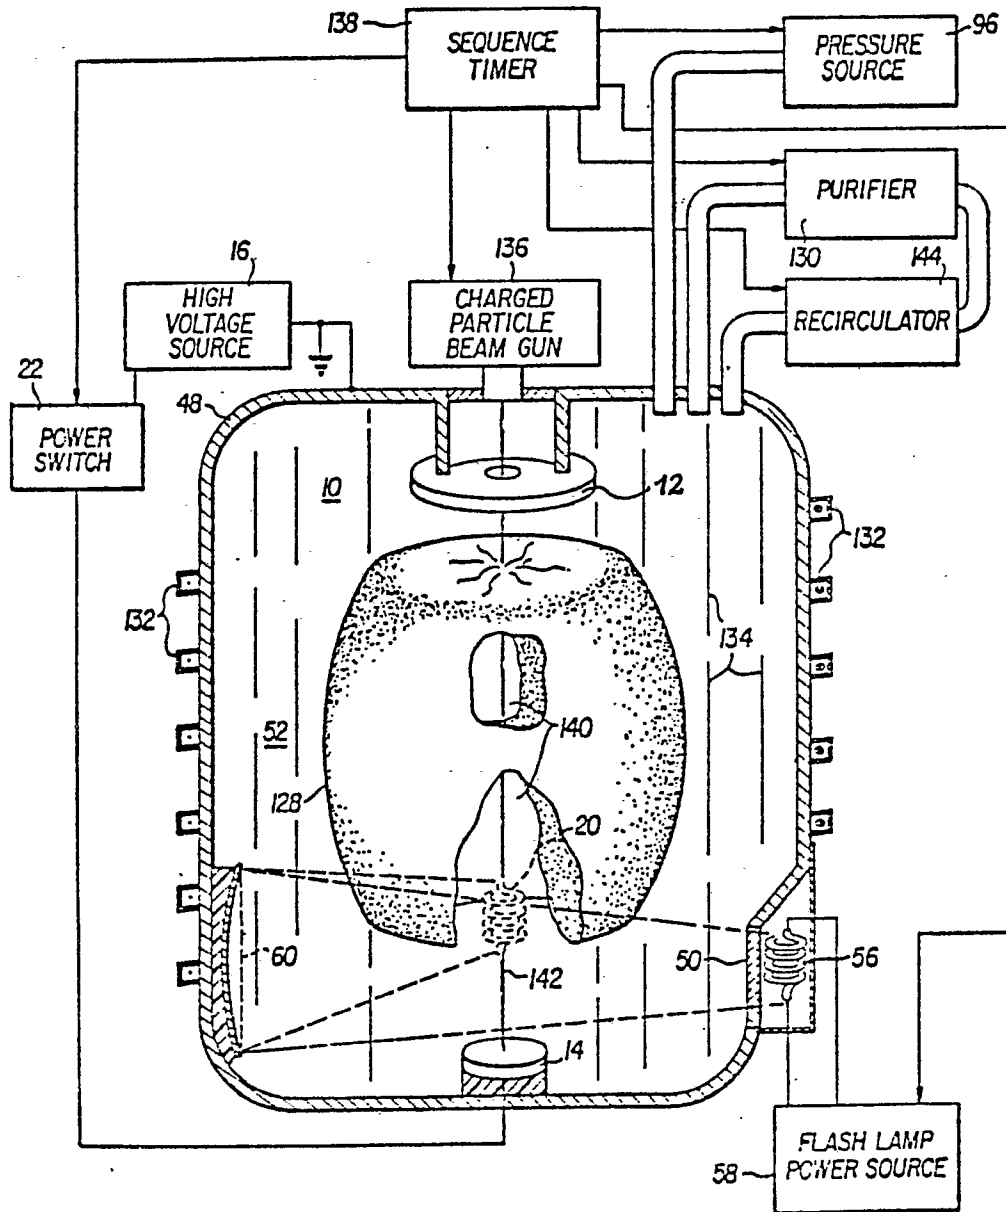 138
SEQUENCE
TIMER
PRESSURE
SOURCE
96
PURIFIER
130
144
RECIRCULATOR
136
CHARGED
PARTICLE
BEAM GUN
16
HIGH
VOLTAGE
SOURCE
22
POWER
SWITCH
48
10
12
132
132
134
52
140
128
20
60
50
56
142
14
58
FLASH LAMP
POWER SOURCE